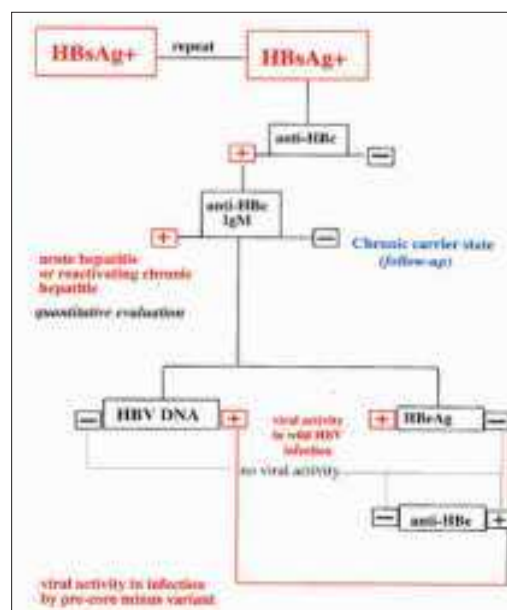 HBsAg+
repeat
HBsAg+
anti-HBc
+
—
anti-HBc
IgM
+
—
Chronic carrier state
(follow-up)
acute hepatitis
or reactivating chronic
hepatitis
quantitative evaluation
—
HBV DNA
+
viral activity
in wild HBV
infection
+
HBeAg
—
no viral activity
—
anti-HBe
+
viral activity in infection
by pre-core minus variant